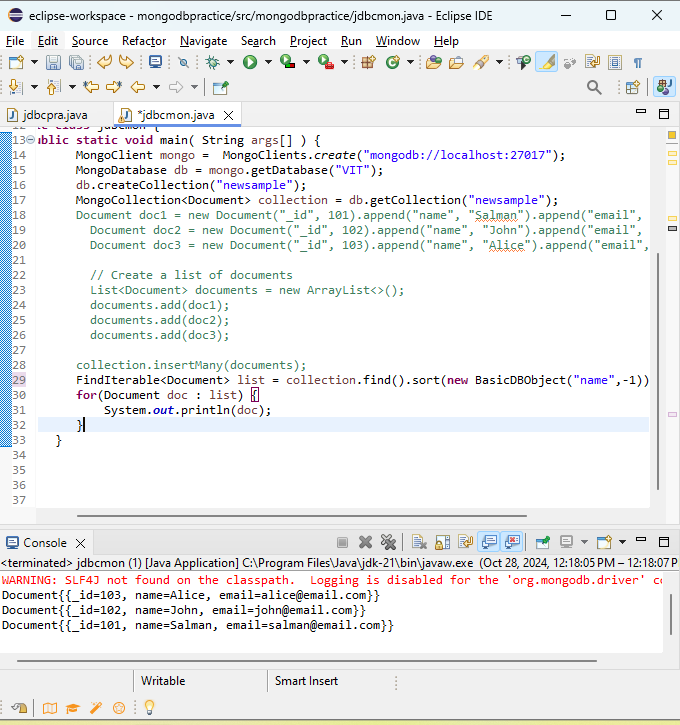 eclipse-workspace - mongodbpractice/src/mongodbpractice/jdbcmon.java - Eclipse IDE
File Edit Source Refactor Navigate Search Project Run Window Help
jdbcpra.java *jdbcmon.java
13 ublic static void main( String args[] ) {
14 MongoClient mongo = MongoClients.create("mongodb://localhost:27017");
15 MongoDatabase db = mongo.getDatabase("VIT");
16 db.createCollection("newsample");
17 MongoCollection<Document> collection = db.getCollection("newsample");
18 Document doc1 = new Document("_id", 101).append("name", "Salman").append("email",
19 Document doc2 = new Document("_id", 102).append("name", "John").append("email",
20 Document doc3 = new Document("_id", 103).append("name", "Alice").append("email",
21
22 // Create a list of documents
23 List<Document> documents = new ArrayList<>();
24 documents.add(doc1);
25 documents.add(doc2);
26 documents.add(doc3);
27
28 collection.insertMany(documents);
29 FindIterable<Document> list = collection.find().sort(new BasicDBObject("name",-1))
30 for(Document doc : list) {
31 System.out.println(doc);
32 }
33 }
34
35
36
37
Console
<terminated> jdbcmon (1) [Java Application] C:\Program Files\Java\jdk-21\bin\javaw.exe (Oct 28, 2024, 12:18:05 PM – 12:18:07 P
WARNING: SLF4J not found on the classpath. Logging is disabled for the 'org.mongodb.driver' co
Document{{_id=103, name=Alice, email=alice@email.com}}
Document{{_id=102, name=John, email=john@email.com}}
Document{{_id=101, name=Salman, email=salman@email.com}}
Writable Smart Insert